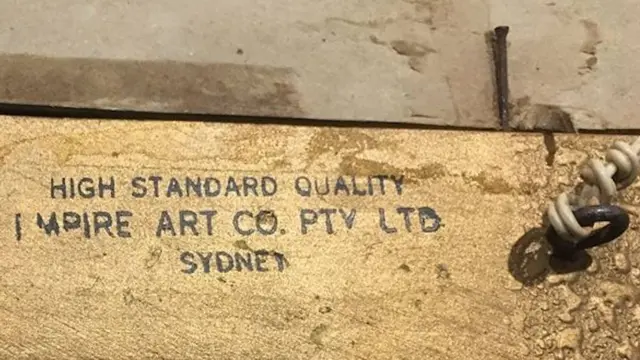 HIGH STANDARD QUALITY
IMPIRE ART CO. PTY LTD
SYDNEY